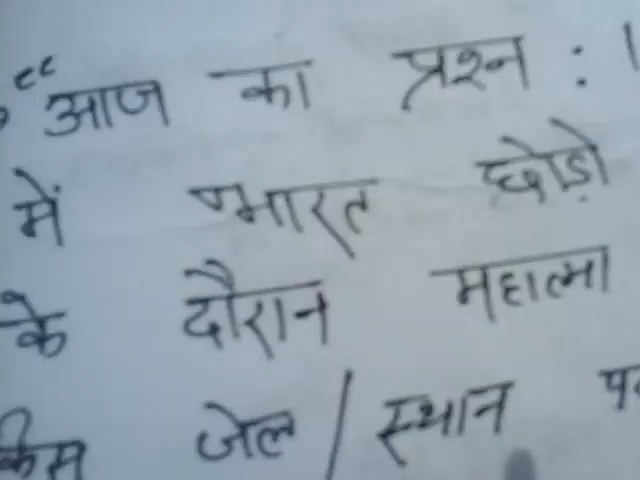 “आज का प्रश्न : ।
में भारत छोड़ो
के दौरान महात्मा
किस जेल / स्थान